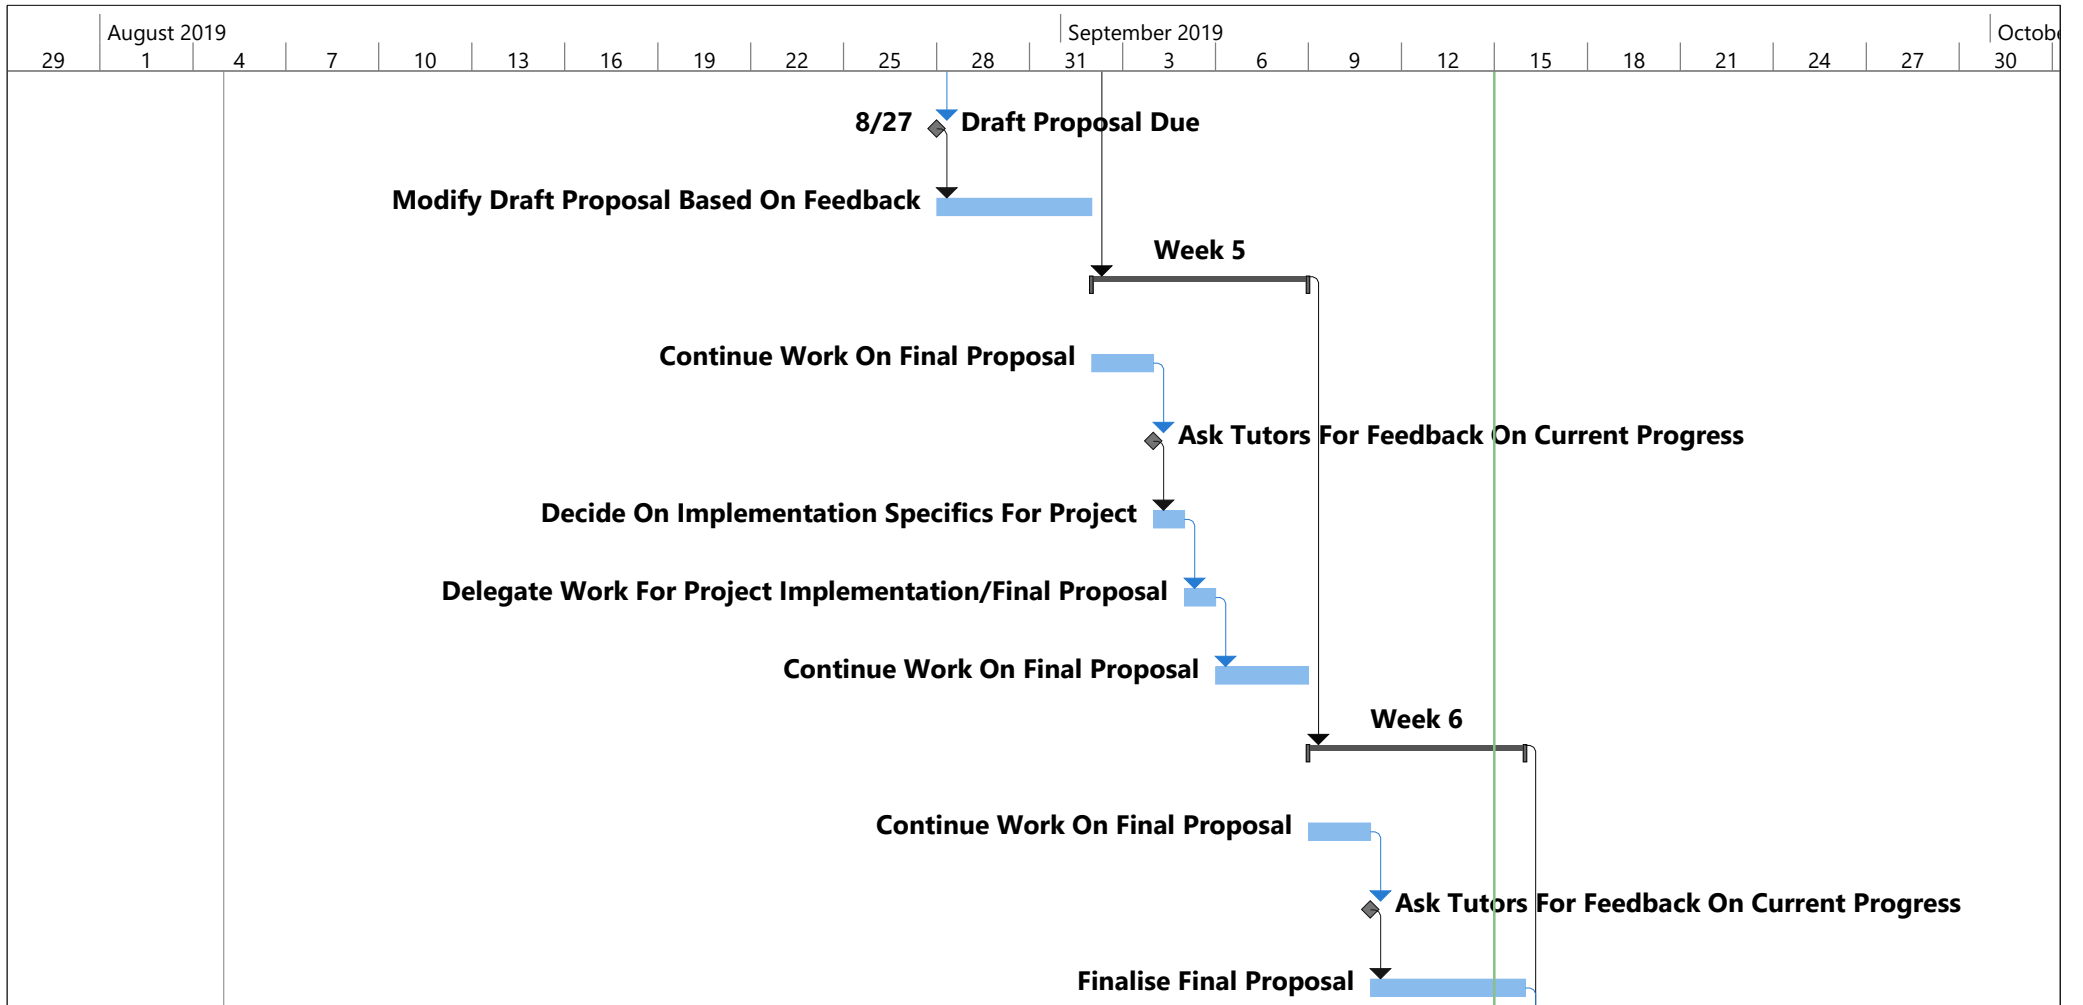 August 2019 September 2019 Octobe
29 1 4 7 10 13 16 19 22 25 28 31 3 6 9 12 15 18 21 24 27 30
8/27 Draft Proposal Due
Modify Draft Proposal Based On Feedback
Week 5
Continue Work On Final Proposal
Ask Tutors For Feedback On Current Progress
Decide On Implementation Specifics For Project
Delegate Work For Project Implementation/Final Proposal
Continue Work On Final Proposal
Week 6
Continue Work On Final Proposal
Ask Tutors For Feedback On Current Progress
Finalise Final Proposal